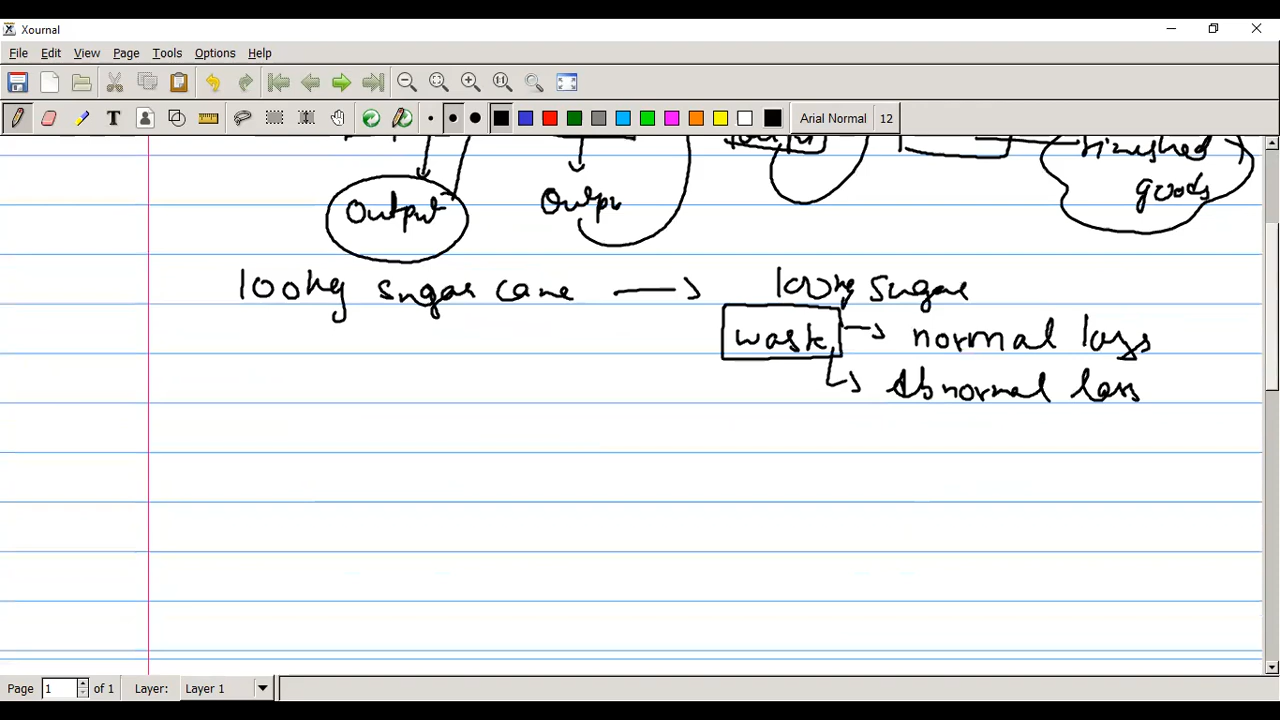 Xournal
File Edit View Page Tools Options Help
Arial Normal 12
Finished
Output Outpu goods
100kg sugar cane → 100kg sugar
waste → normal loss
↳ Abnormal loss
Page 1 of 1 Layer: Layer 1